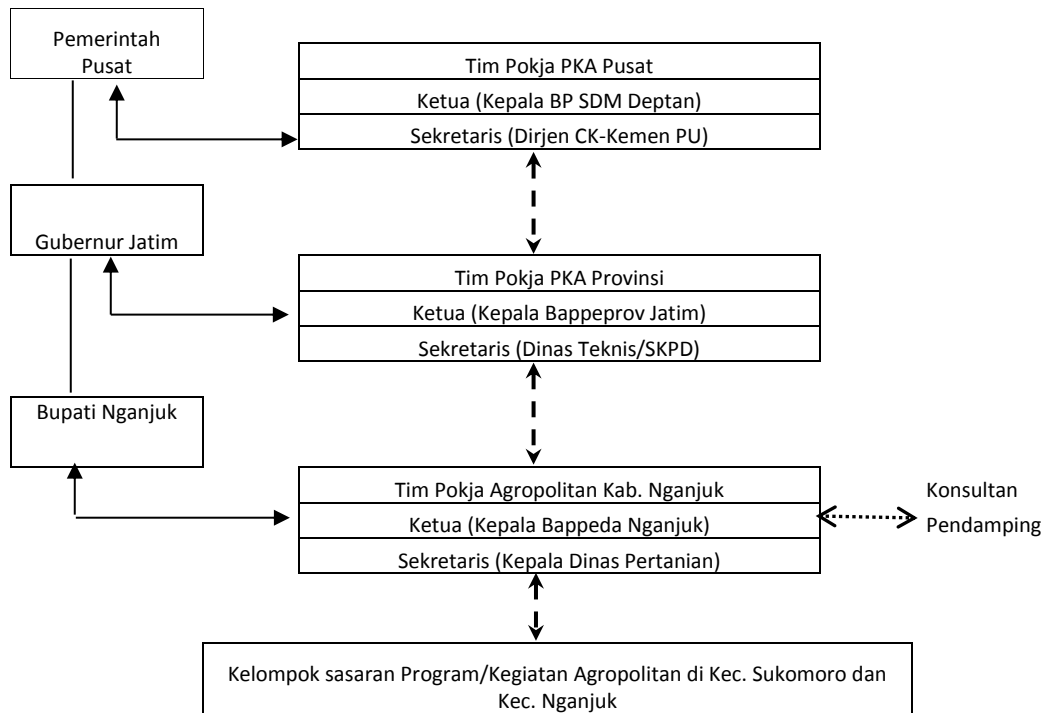 Pemerintah
Pusat
Tim Pokja PKA Pusat
Ketua (Kepala BP SDM Deptan)
Sekretaris (Dirjen CK-Kemen PU)
Gubernur Jatim
Tim Pokja PKA Provinsi
Ketua (Kepala Bappeprov Jatim)
Sekretaris (Dinas Teknis/SKPD)
Bupati Nganjuk
Tim Pokja Agropolitan Kab. Nganjuk
Ketua (Kepala Bappeda Nganjuk)
Sekretaris (Kepala Dinas Pertanian)
Konsultan
Pendamping
Kelompok sasaran Program/Kegiatan Agropolitan di Kec. Sukomoro dan
Kec. Nganjuk